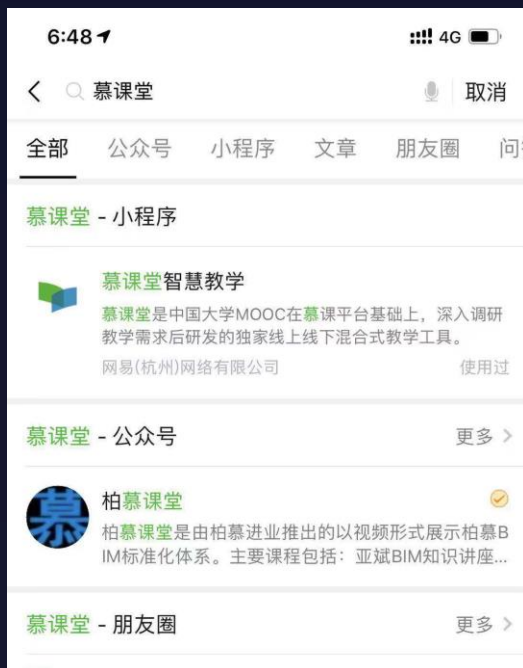 6:48
4G
慕课堂
取消
全部
公众号
小程序
文章
朋友圈
问
慕课堂 - 小程序
慕课堂智慧教学
慕课堂是中国大学MOOC在慕课平台基础上，深入调研
教学需求后研发的独家线上线下混合式教学工具。
网易(杭州)网络有限公司
使用过
慕课堂 - 公众号
更多
慕
柏慕课堂
柏慕课堂是由柏慕进业推出的以视频形式展示柏慕B
IM标准化体系。主要课程包括：亚斌BIM知识讲座...
慕课堂 - 朋友圈
更多